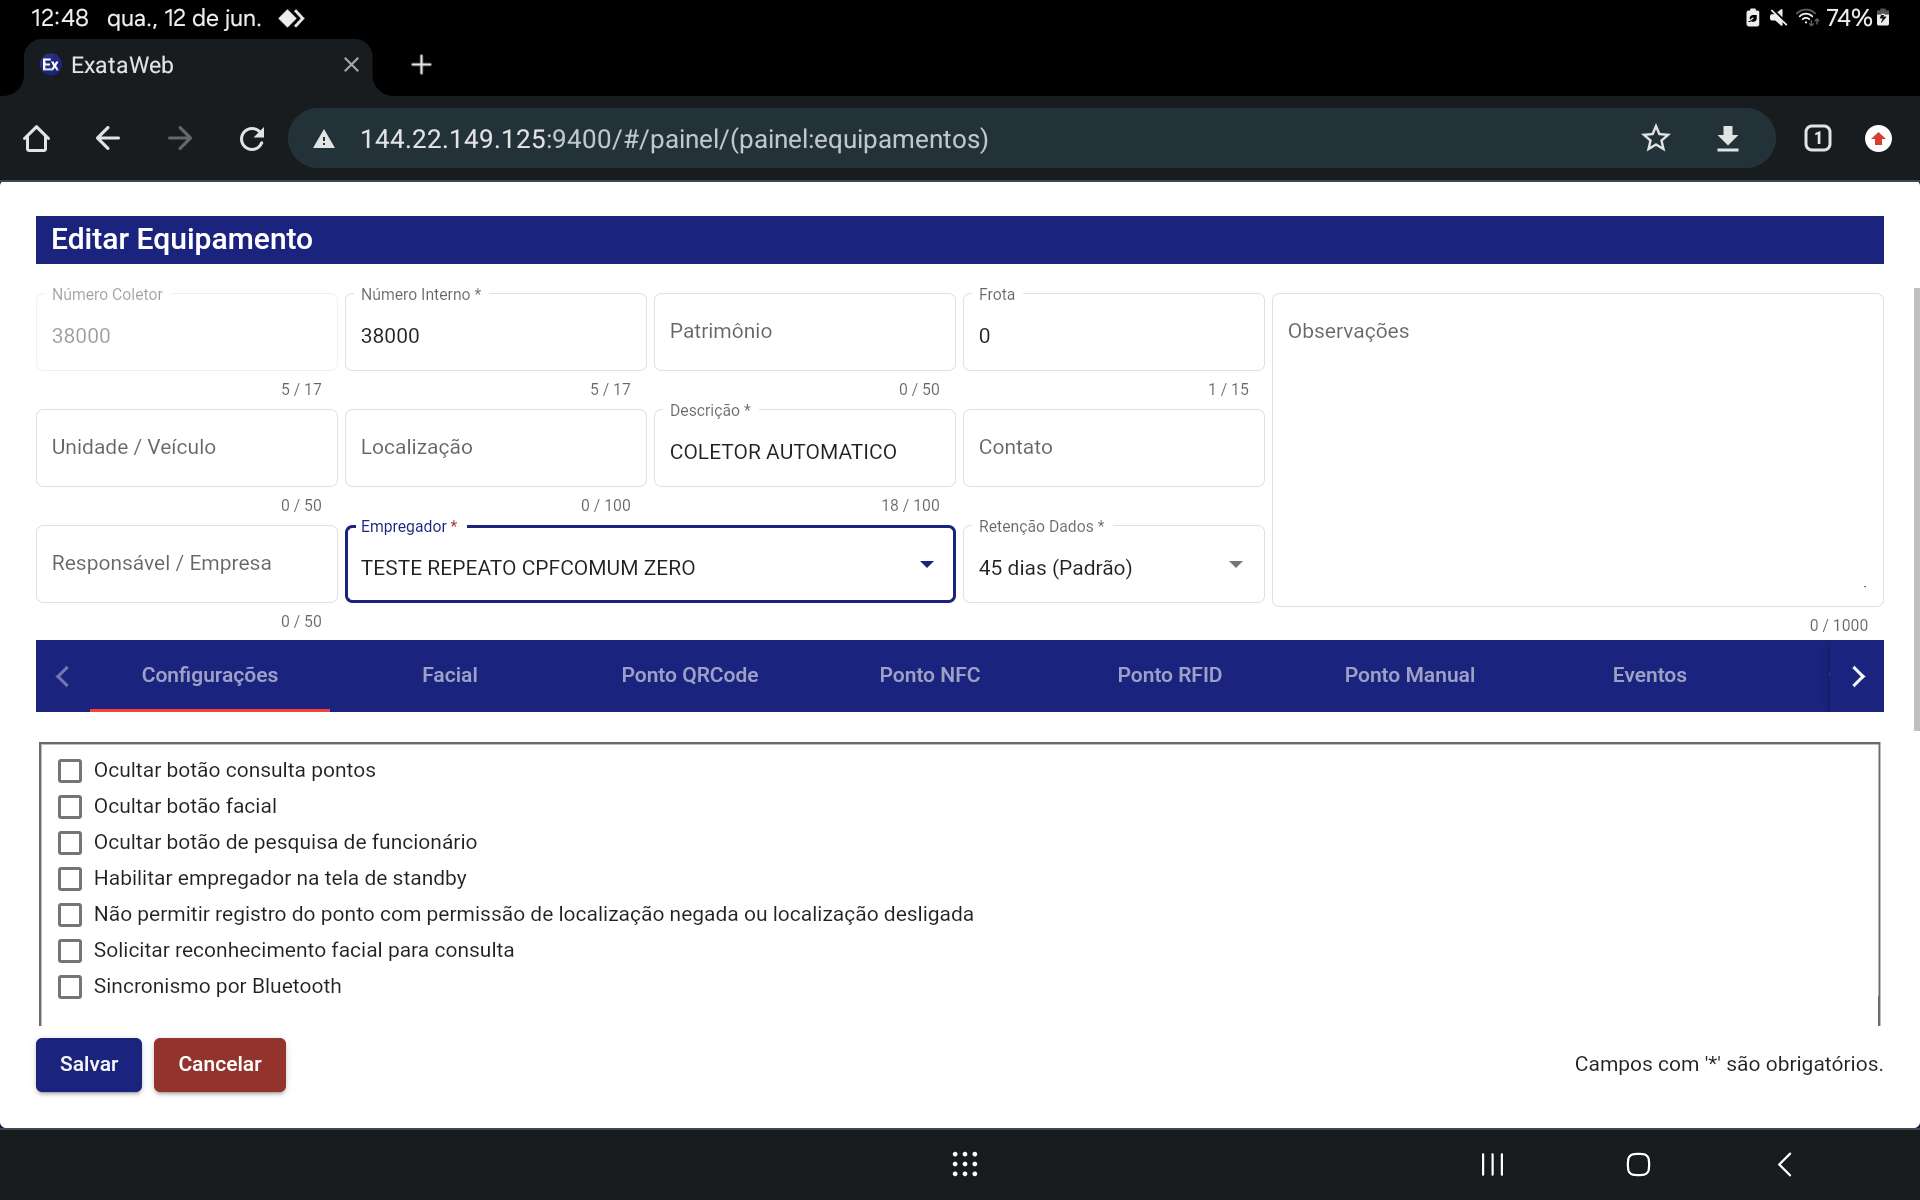 12:48 qua., 12 de jun. 74%
Ex ExataWeb
144.22.149.125:9400/#/painel/(painel:equipamentos) 1
Editar Equipamento
Número Coletor Número Interno * Frota
38000 38000 Patrimônio 0 Observações
5 / 17 5 / 17 0 / 50 1 / 15
Descrição *
Unidade / Veículo Localização COLETOR AUTOMATICO Contato
0 / 50 0 / 100 18 / 100
Empregador * Retenção Dados *
Responsável / Empresa TESTE REPEATO CPFCOMUM ZERO 45 dias (Padrão)
0 / 50 0 / 1000
Configurações Facial Ponto QRCode Ponto NFC Ponto RFID Ponto Manual Eventos
Ocultar botão consulta pontos
Ocultar botão facial
Ocultar botão de pesquisa de funcionário
Habilitar empregador na tela de standby
Não permitir registro do ponto com permissão de localização negada ou localização desligada
Solicitar reconhecimento facial para consulta
Sincronismo por Bluetooth
Salvar Cancelar Campos com '*' são obrigatórios.